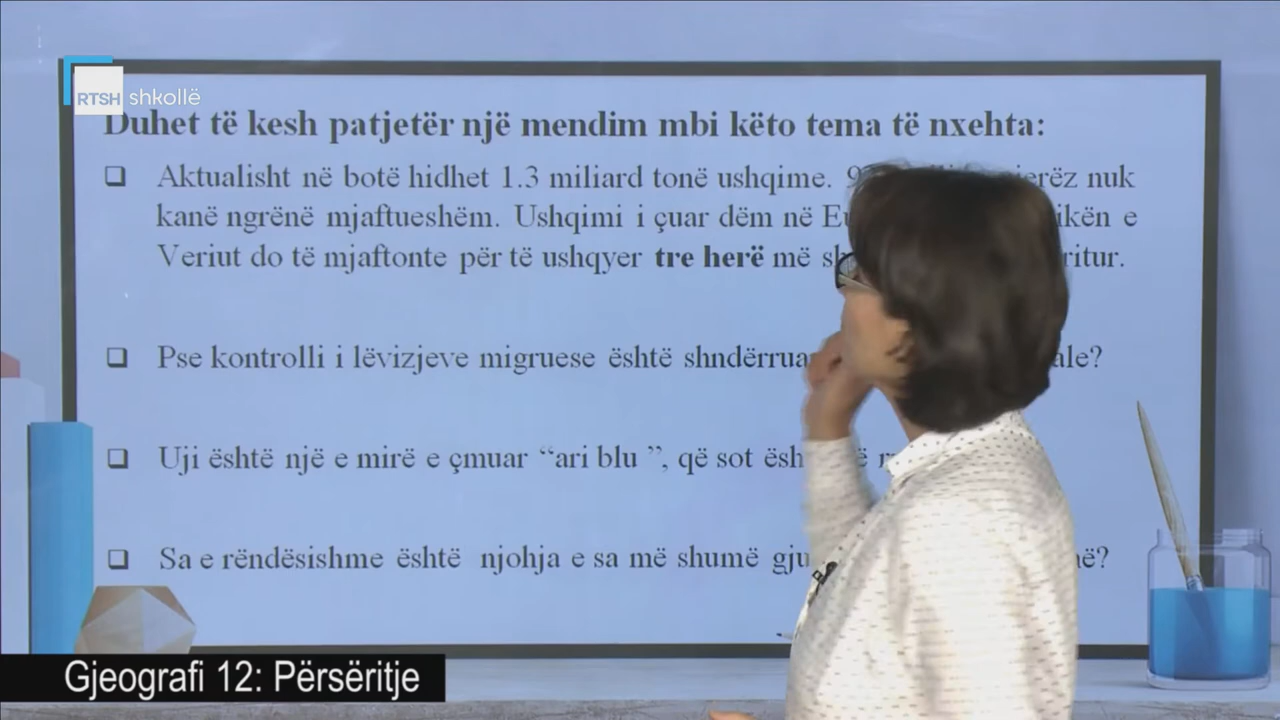 RTSH shkollë
Duhet të kesh patjetër një mendim mbi këto tema të nxehta:
Aktualisht në botë hidhet 1.3 miliard tonë ushqime. nuk
kanë ngrënë mjaftueshëm. Ushqimi i çuar dëm në e
Veriut do të mjaftonte për të ushqyer tre herë më
Pse kontrolli i lëvizjeve migruese është
Uji është një e mirë e çmuar “ari blu ”, që sot
Sa e rëndësishme është njohja e sa më shumë
Gjeografi 12: Përsëritje